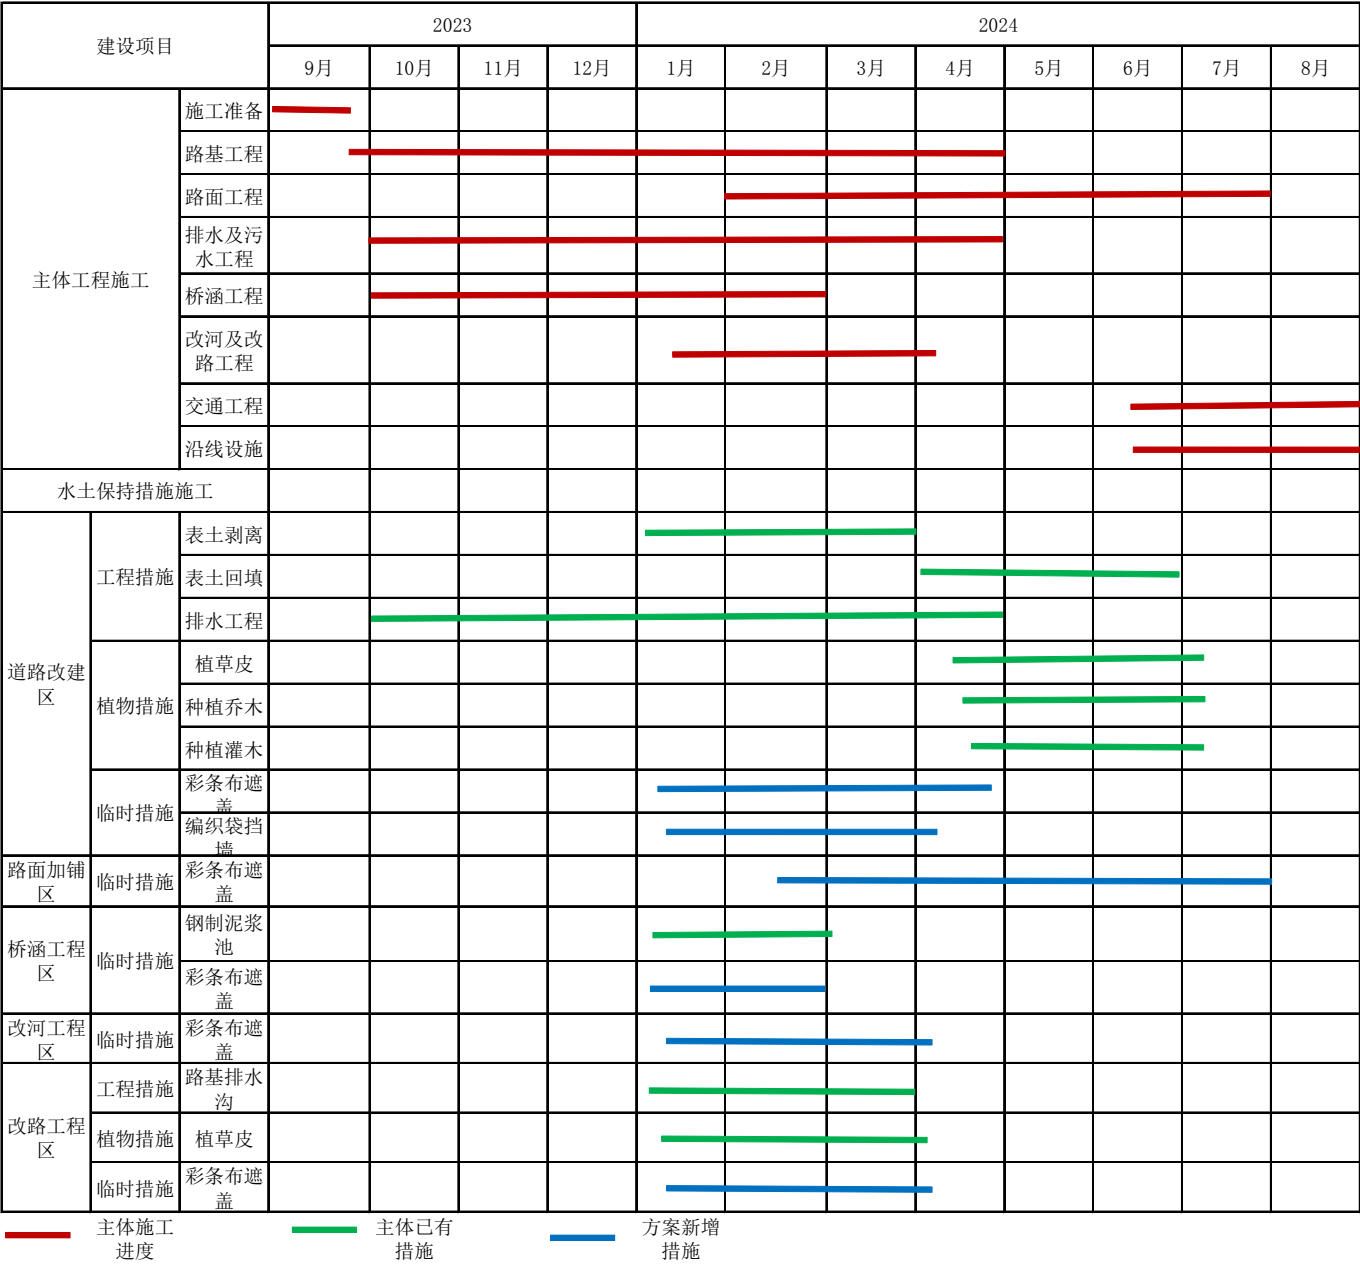 建设项目
2023
2024
9月
10月
11月
12月
1月
2月
3月
4月
5月
6月
7月
8月
主体工程施工
施工准备
路基工程
路面工程
排水及污
水工程
桥涵工程
改河及改
路工程
交通工程
沿线设施
水土保持措施施工
道路改建
区
工程措施
表土剥离
表土回填
排水工程
植物措施
植草皮
种植乔木
种植灌木
临时措施
彩条布遮
盖
编织袋挡
墙
路面加铺
区
临时措施
彩条布遮
盖
桥涵工程
区
临时措施
钢制泥浆
池
彩条布遮
盖
改河工程
区
临时措施
彩条布遮
盖
改路工程
区
工程措施
路基排水
沟
植物措施
植草皮
临时措施
彩条布遮
盖
主体施工
进度
主体已有
措施
方案新增
措施